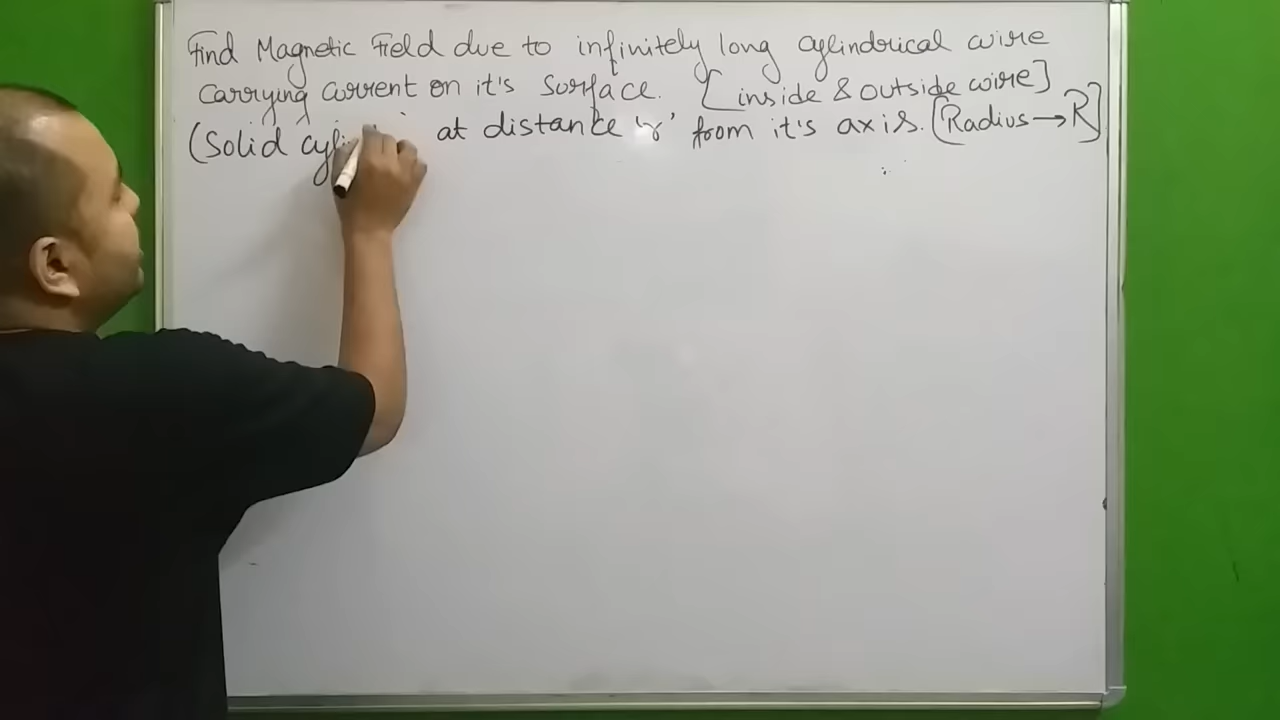 Find Magnetic Field due to infinitely long cylindrical wire
carrying current on it's surface. [inside & outside wire]
(Solid cyli at distance 'r' from it's axis. [Radius → R]